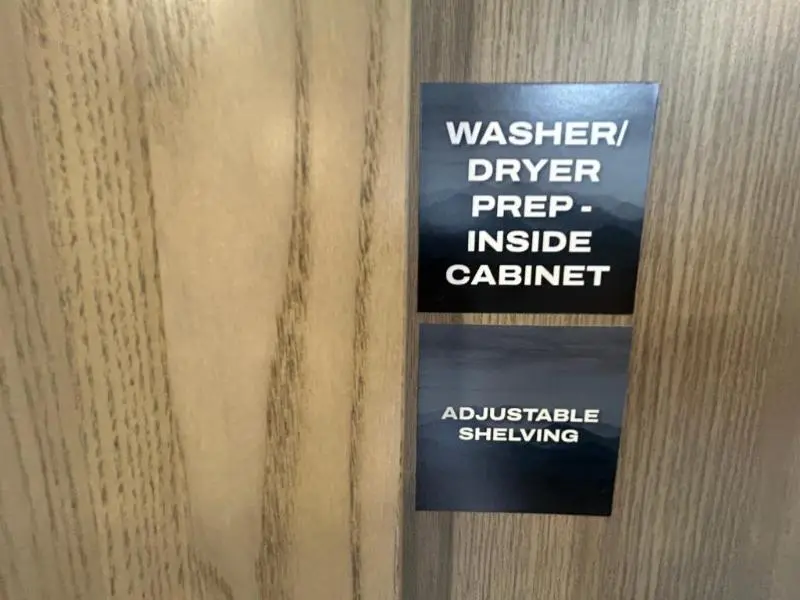 WASHER/
DRYER
PREP -
INSIDE
CABINET
ADJUSTABLE
SHELVING